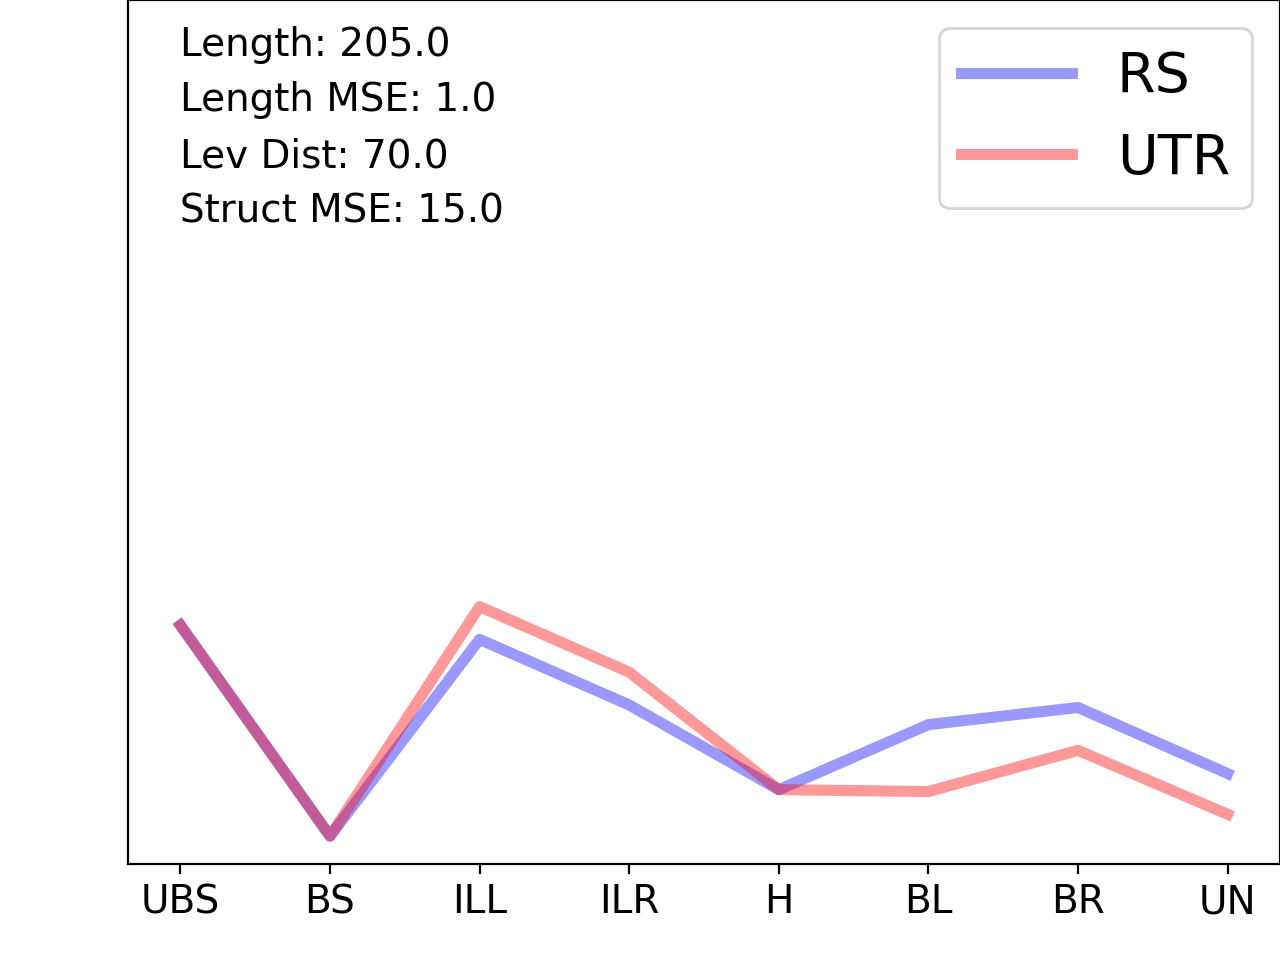 Length: 205.0
Length MSE: 1.0
Lev Dist: 70.0
Struct MSE: 15.0
RS
UTR
UBS BS ILL ILR H BL BR UN